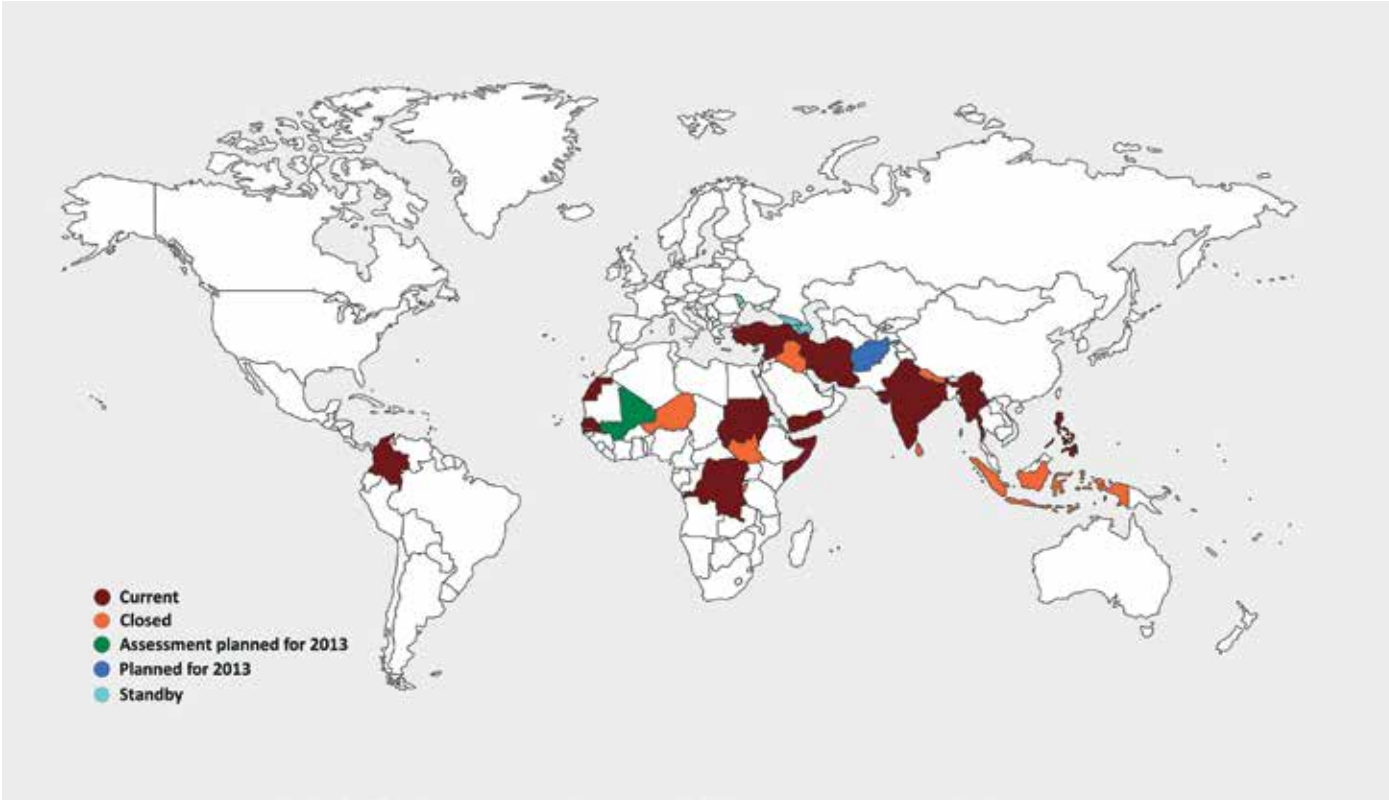 Current
Closed
Assessment planned for 2013
Planned for 2013
Standby